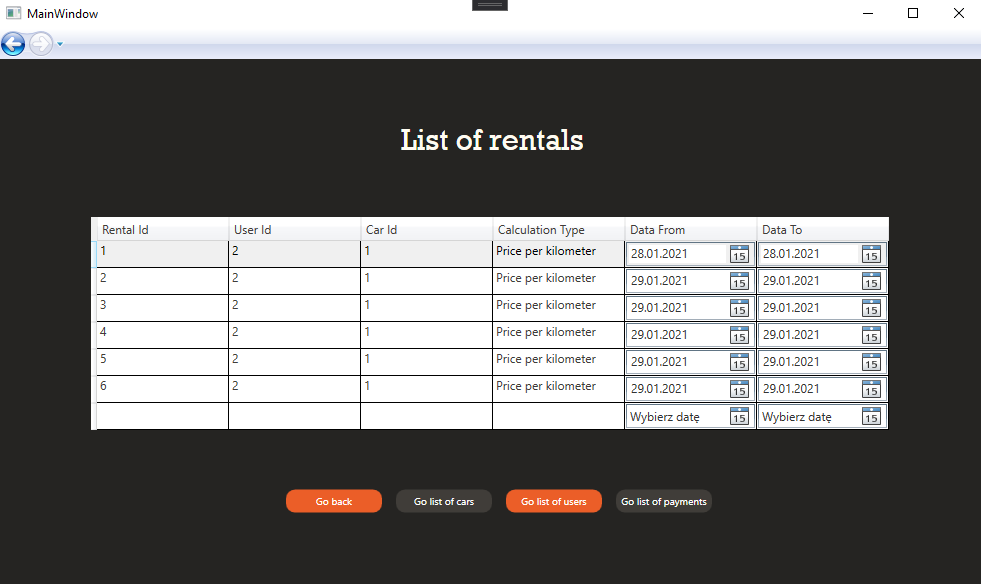 MainWindow
List of rentals
Rental Id User Id Car Id Calculation Type Data From Data To
1 2 1 Price per kilometer 28.01.2021 15 28.01.2021 15
2 2 1 Price per kilometer 29.01.2021 15 29.01.2021 15
3 2 1 Price per kilometer 29.01.2021 15 29.01.2021 15
4 2 1 Price per kilometer 29.01.2021 15 29.01.2021 15
5 2 1 Price per kilometer 29.01.2021 15 29.01.2021 15
6 2 1 Price per kilometer 29.01.2021 15 29.01.2021 15
Wybierz datę 15 Wybierz datę 15
Go back Go list of cars Go list of users Go list of payments